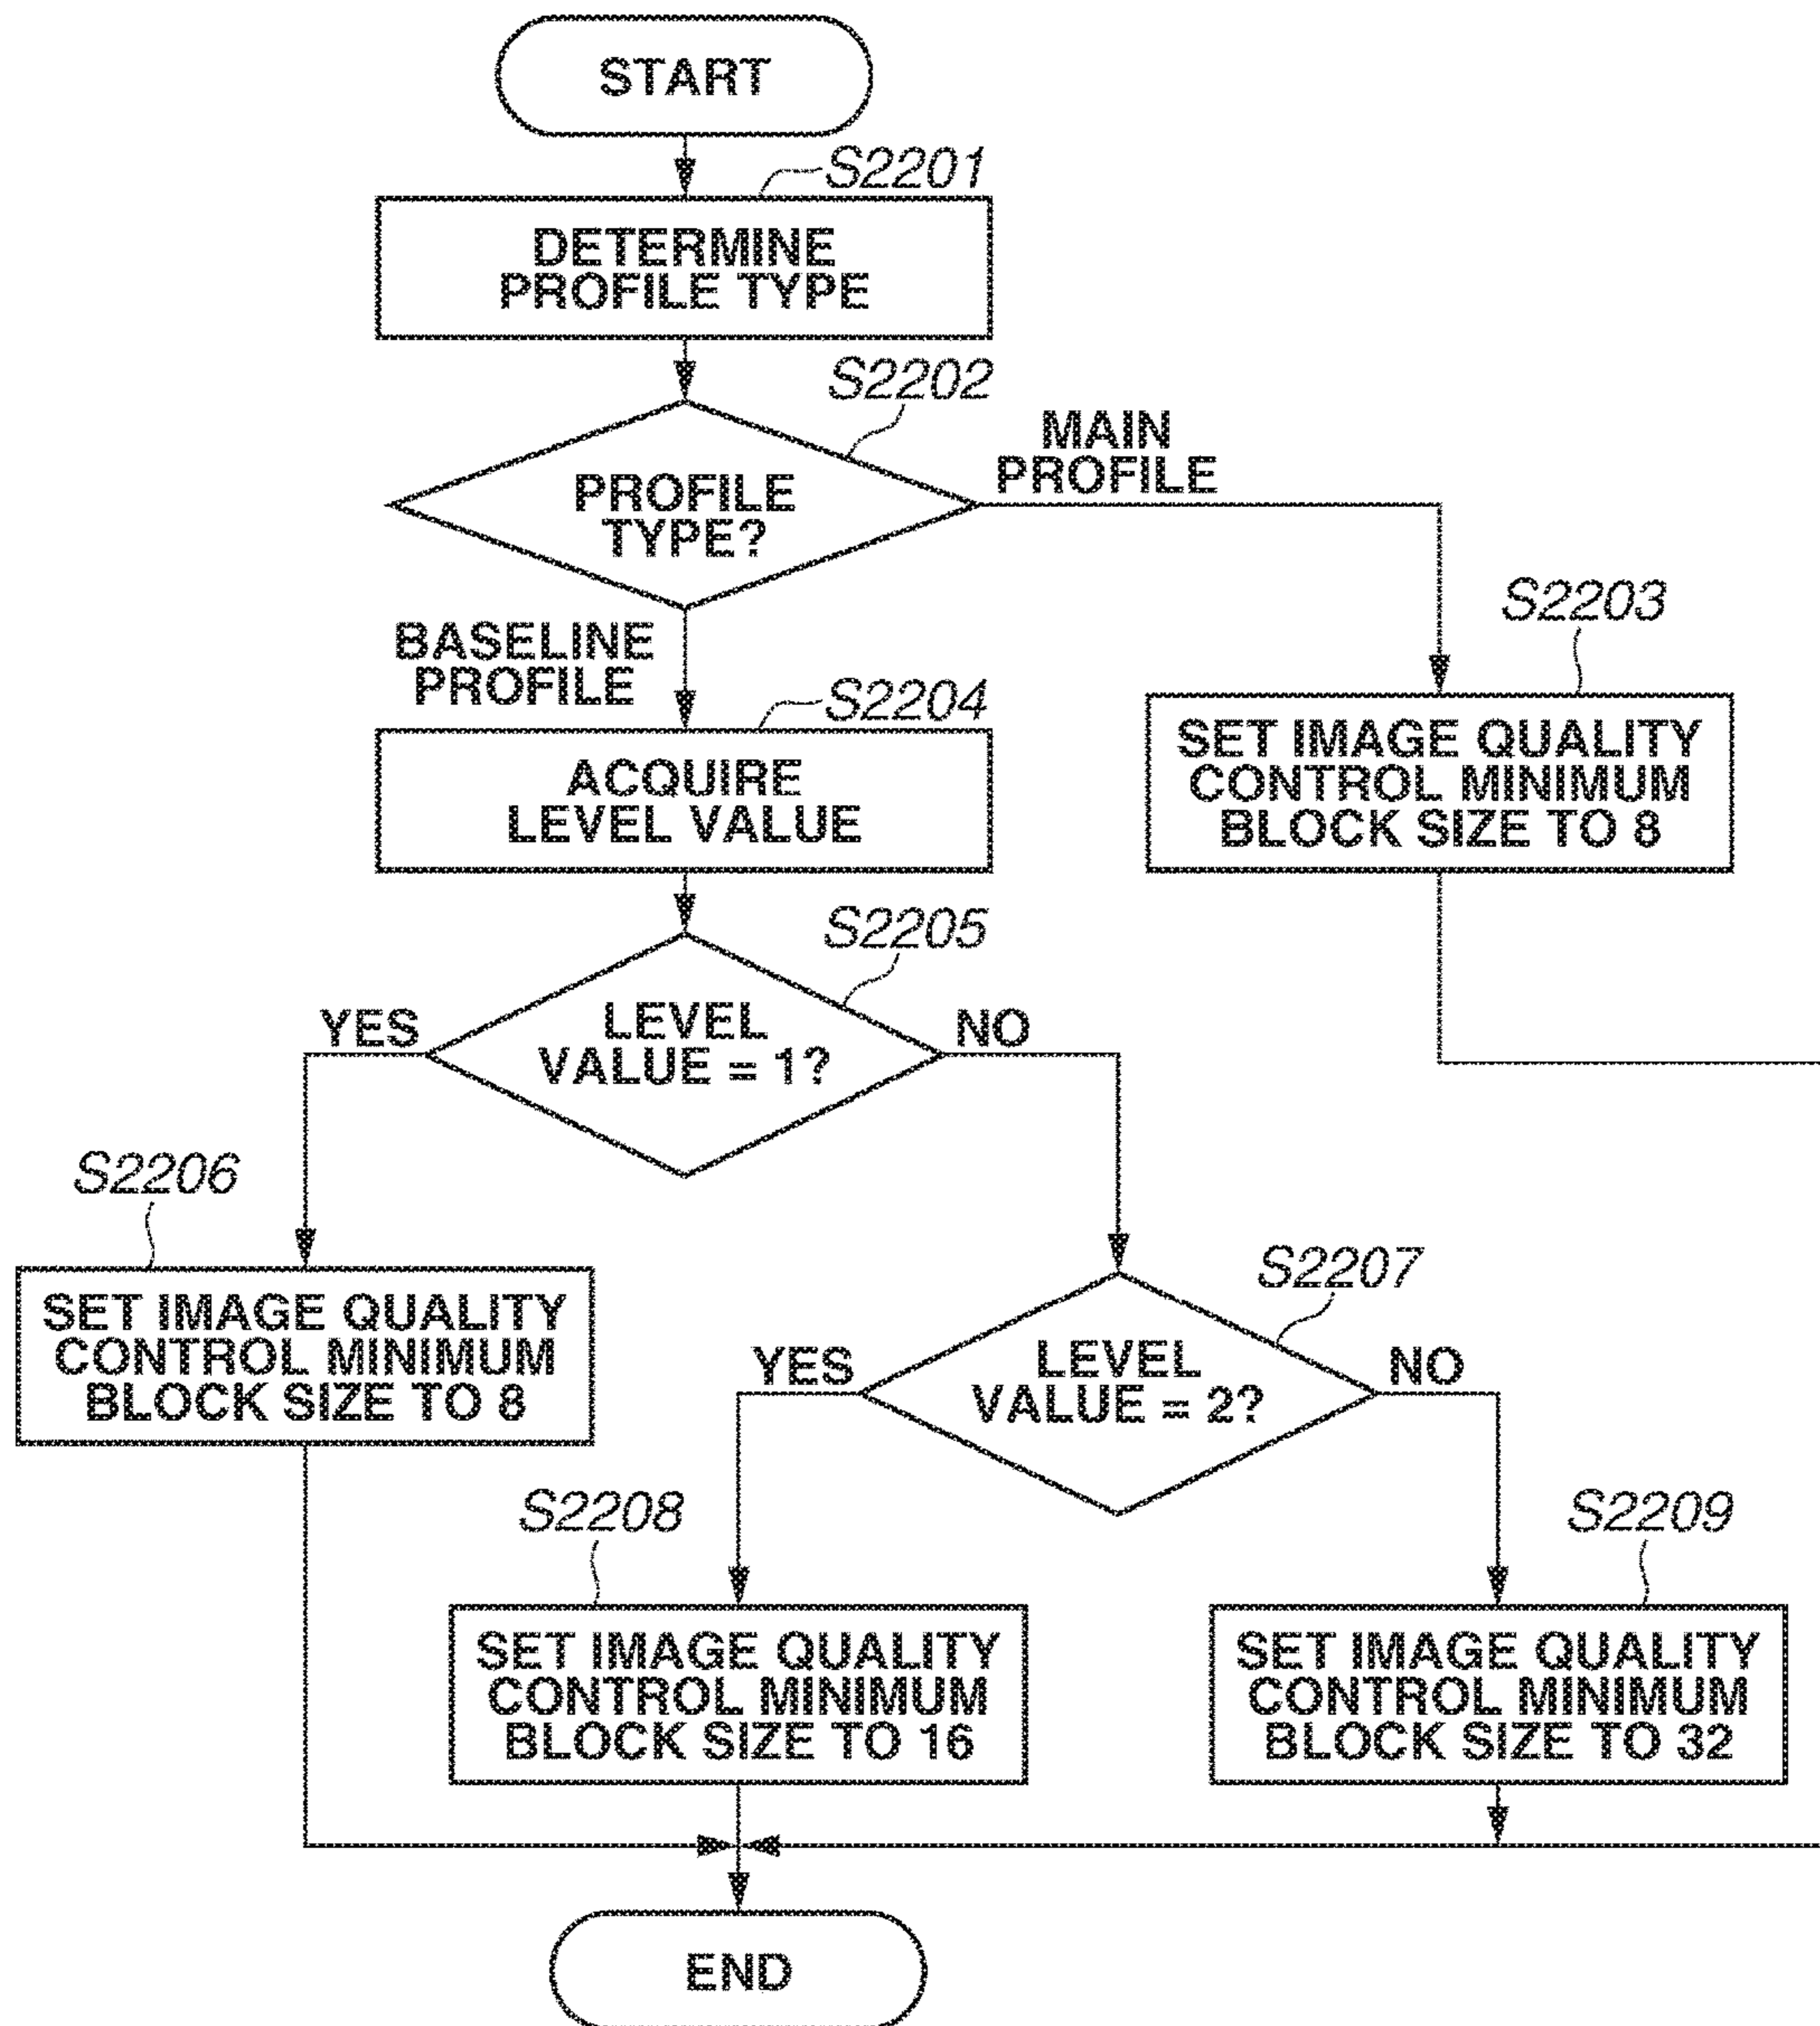 START
S2201
DETERMINE
PROFILE TYPE
S2202
MAIN
PROFILE
PROFILE
TYPE?
S2203
BASELINE
PROFILE
S2204
SET IMAGE QUALITY
CONTROL MINIMUM
BLOCK SIZE TO 8
ACQUIRE
LEVEL VALUE
S2205
YES
LEVEL
VALUE = 1?
NO
S2206
SET IMAGE QUALITY
CONTROL MINIMUM
BLOCK SIZE TO 8
S2207
YES
LEVEL
VALUE = 2?
NO
S2208
S2209
SET IMAGE QUALITY
CONTROL MINIMUM
BLOCK SIZE TO 16
SET IMAGE QUALITY
CONTROL MINIMUM
BLOCK SIZE TO 32
END